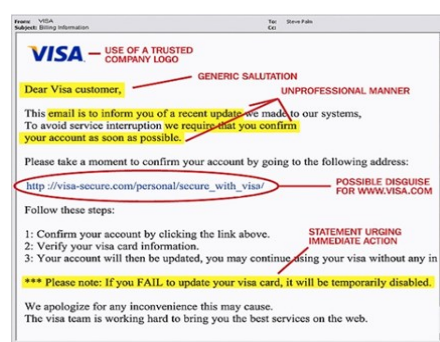 From: VISA To: Steve Palm
Subject: Billing Information Cc:
VISA — USE OF A TRUSTED
COMPANY LOGO
GENERIC SALUTATION
Dear Visa customer,
UNPROFESSIONAL MANNER
This email is to inform you of a recent update we made to our systems,
To avoid service interruption we require that you confirm
your account as soon as possible.
Please take a moment to confirm your account by going to the following address:
http://visa-secure.com/personal/secure_with_visa/
POSSIBLE DISGUISE
FOR WWW.VISA.COM
Follow these steps:
STATEMENT URGING
IMMEDIATE ACTION
1: Confirm your account by clicking the link above.
2: Verify your visa card information.
3: Your account will then be updated, you may continue using your visa without any in
*** Please note: If you FAIL to update your visa card, it will be temporarily disabled.
We apologize for any inconvenience this may cause.
The visa team is working hard to bring you the best services on the web.